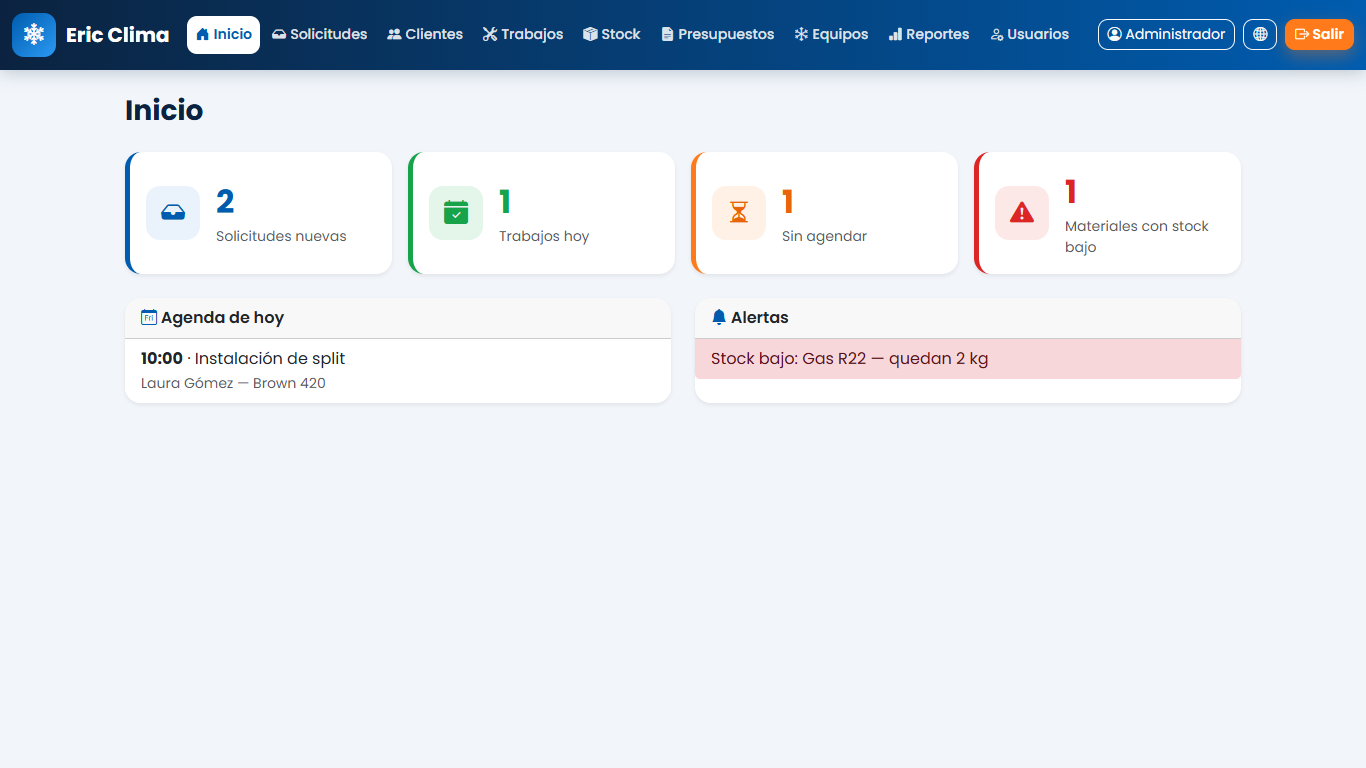 Eric Clima
Inicio
Solicitudes
Clientes
Trabajos
Stock
Presupuestos
Equipos
Reportes
Usuarios
Administrador
Salir
Inicio
2
Solicitudes nuevas
1
Trabajos hoy
1
Sin agendar
1
Materiales con stock
bajo
Fri
Agenda de hoy
10:00 · Instalación de split
Laura Gómez — Brown 420
Alertas
Stock bajo: Gas R22 — quedan 2 kg